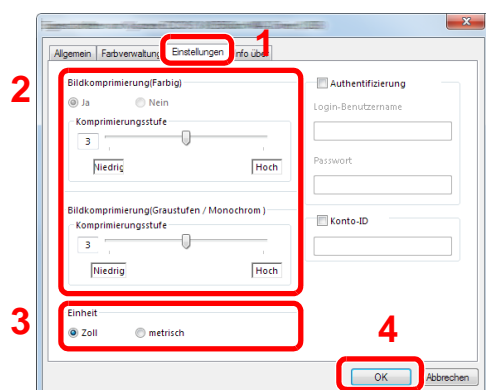 1
Allgemein Farbverwaltung Einstellungen Info über
2
Bildkomprimierung(Farbig)
Ja Nein
Komprimierungsstufe
3
Niedrig Hoch
Bildkomprimierung(Graustufen / Monochrom )
Komprimierungsstufe
3
Niedrig Hoch
Authentifizierung
Login-Benutzername
Passwort
Konto-ID
3
Einheit
Zoll metrisch
4
OK Abbrechen